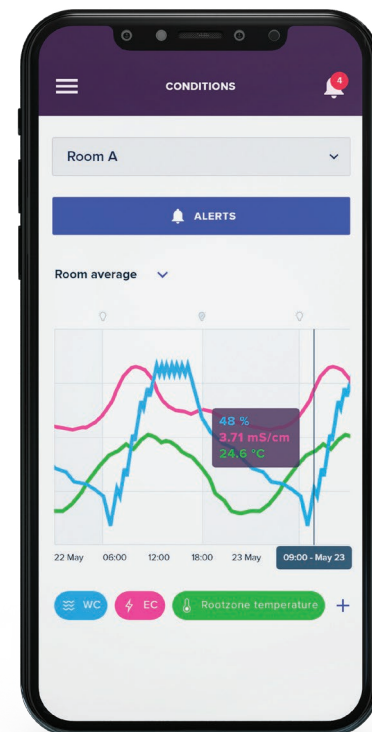 4
CONDITIONS
Room A
ALERTS
Room average
48 %
3.71 mS/cm
24.6 °C
22 May 06:00 12:00 18:00 23 May 09:00 - May 23
WC EC Rootzone temperature +